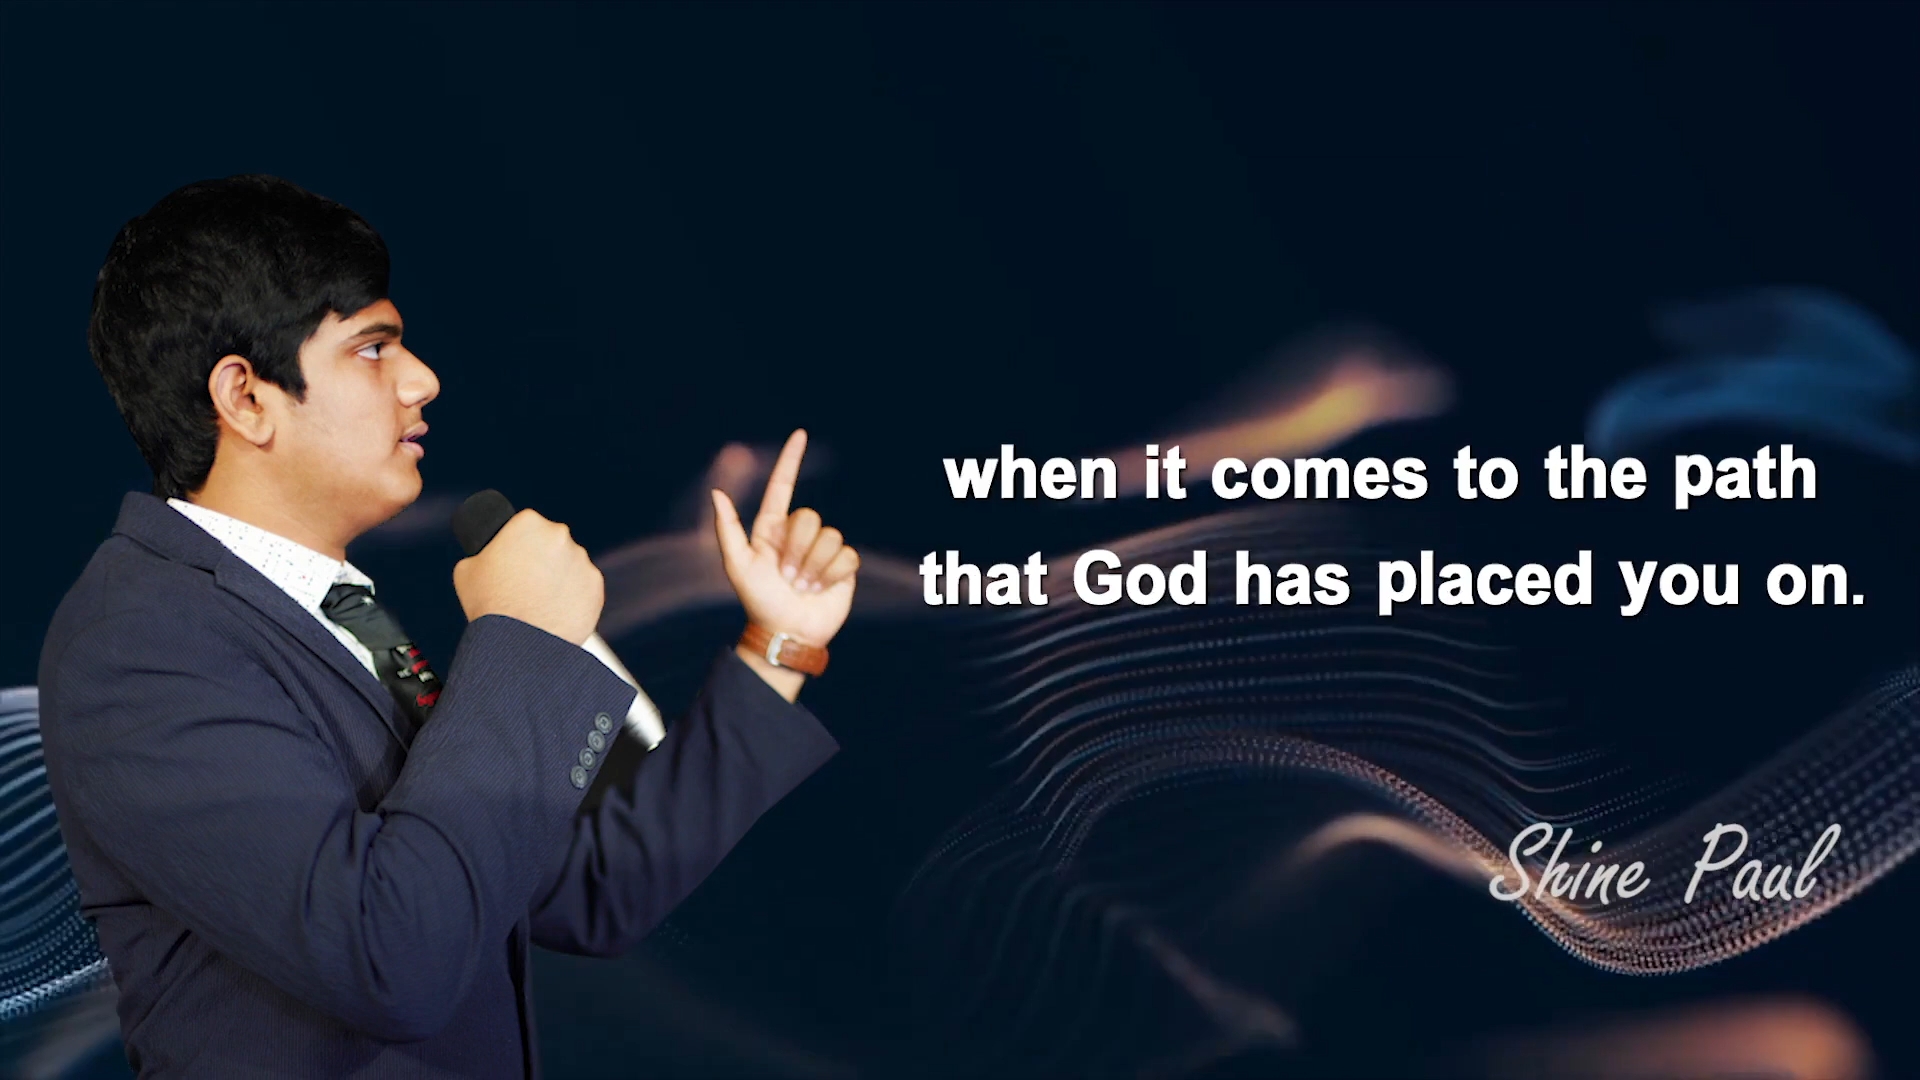 when it comes to the path
that God has placed you on.
Shine Paul